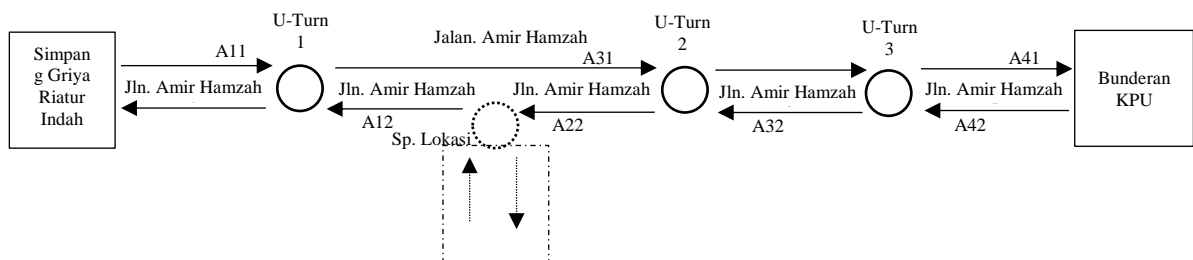 U-Turn
1
U-Turn
2
U-Turn
3
Simpan
g Griya
Riatur
Indah
A11
Jln. Amir Hamzah
Jalan. Amir Hamzah
A31
Jln. Amir Hamzah
A12
Jln. Amir Hamzah
A22
Jln. Amir Hamzah
A32
A41
Jln. Amir Hamzah
A42
Bunderan
KPU
Sp. Lokasi